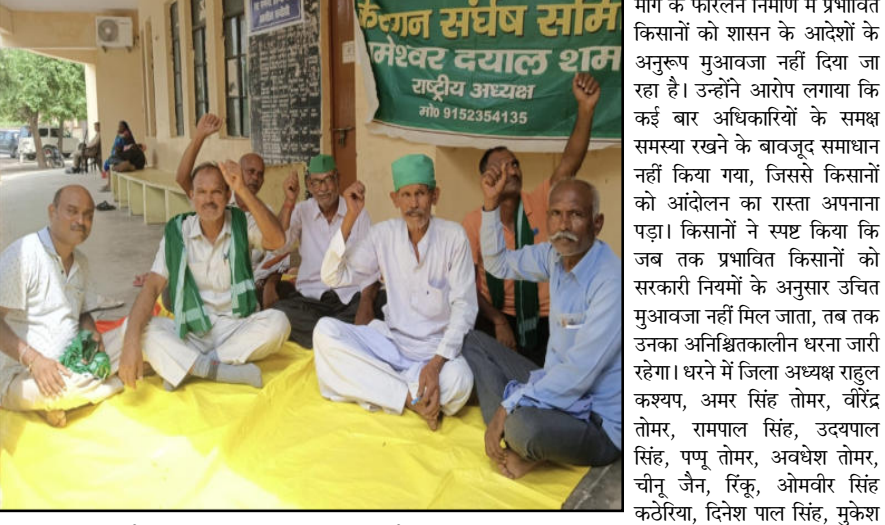 किसान संघर्ष समि
मेश्वर दयाल शम
राष्ट्रीय अध्यक्ष
मो० 9152354135
मार्ग के फोरलेन निर्माण में प्रभावित
किसानों को शासन के आदेशों के
अनुरूप मुआवजा नहीं दिया जा
रहा है। उन्होंने आरोप लगाया कि
कई बार अधिकारियों के समक्ष
समस्या रखने के बावजूद समाधान
नहीं किया गया, जिससे किसानों
को आंदोलन का रास्ता अपनाना
पड़ा। किसानों ने स्पष्ट किया कि
जब तक प्रभावित किसानों को
सरकारी नियमों के अनुसार उचित
मुआवजा नहीं मिल जाता, तब तक
उनका अनिश्चितकालीन धरना जारी
रहेगा। धरने में जिला अध्यक्ष राहुल
कश्यप, अमर सिंह तोमर, वीरेंद्र
तोमर, रामपाल सिंह, उदयपाल
सिंह, पप्पू तोमर, अवधेश तोमर,
चीनू जैन, रिंकू, ओमवीर सिंह
कठेरिया, दिनेश पाल सिंह, मुकेश